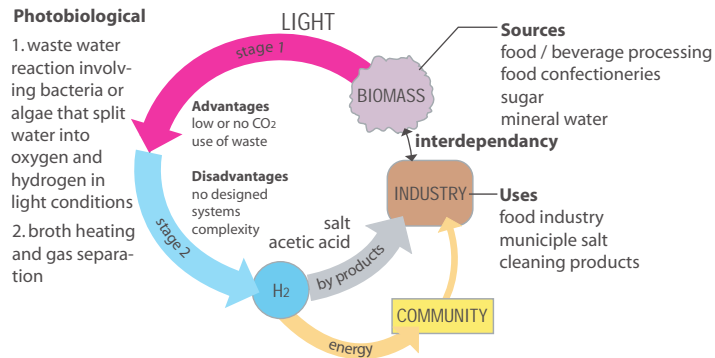 Photobiological
1. waste water
reaction involv-
ing bacteria or
algae that split
water into
oxygen and
hydrogen in
light conditions
2. broth heating
and gas separa-
tion
LIGHT
stage 1
Advantages
low or no CO₂
use of waste
Disadvantages
no designed
systems
complexity
stage 2
H₂
salt
acetic acid
by products
energy
BIOMASS
interdependancy
INDUSTRY
COMMUNITY
Sources
food / beverage processing
food confectioneries
sugar
mineral water
Uses
food industry
municiple salt
cleaning products